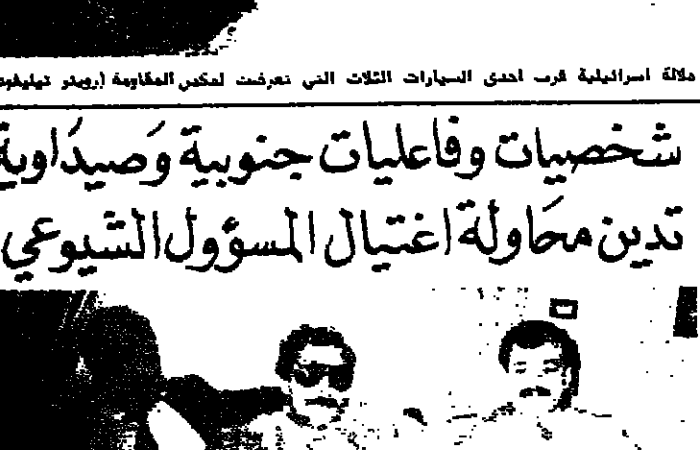 ملالة اسرائيلية قرب احدى السيارات الثلاث التي تعرضت لمكمن المقاومة (رويتر تيليفوتو
شخصيات وفاعليات جنوبية وصيداوية
تدين محاولة اغتيال المسؤول الشيوعي